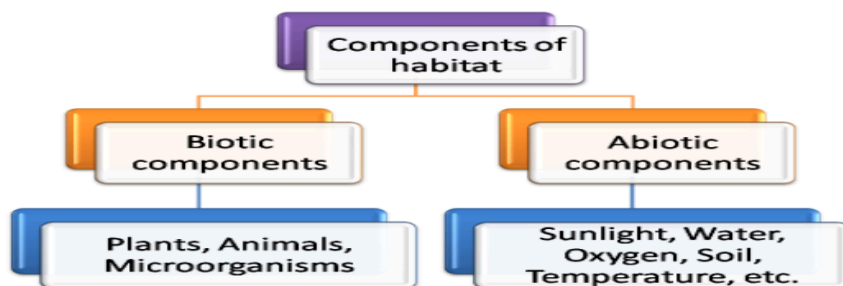 Components of
habitat
Biotic
components
Abiotic
components
Plants, Animals,
Microorganisms
Sunlight, Water,
Oxygen, Soil,
Temperature, etc.